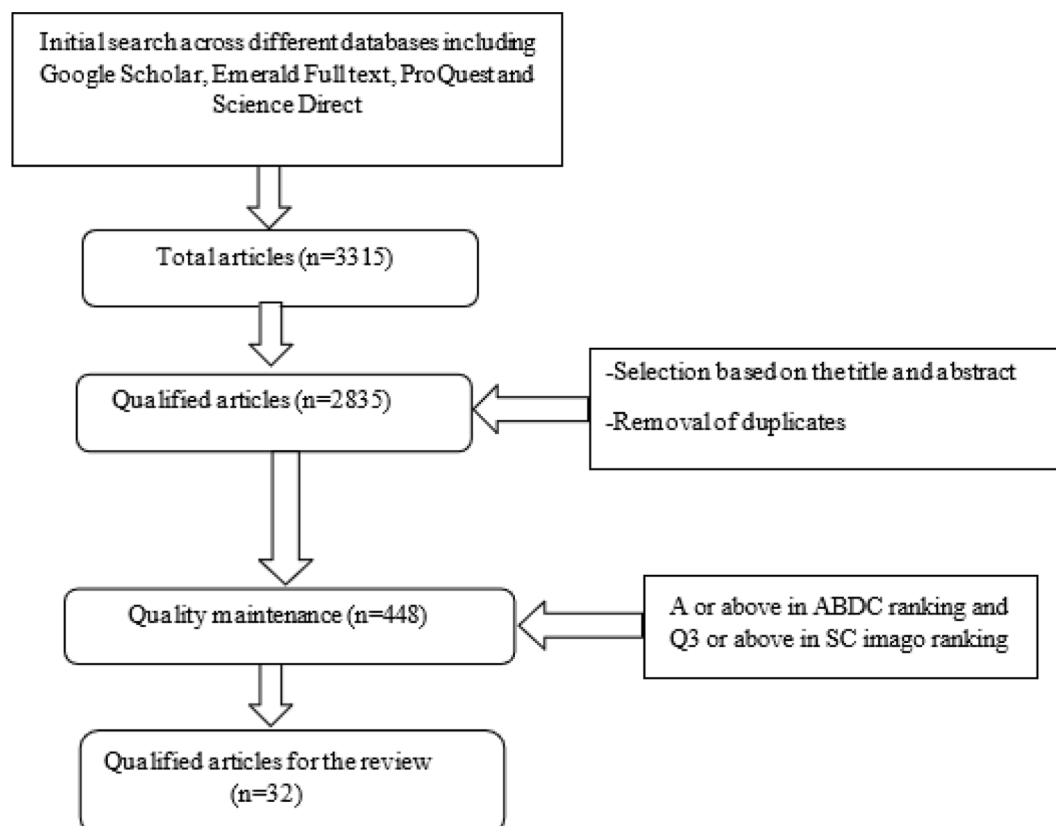 Initial search across different databases including
Google Scholar, Emerald Full text, ProQuest and
Science Direct
Total articles (n=3315)
Qualified articles (n=2835)
-Selection based on the title and abstract
-Removal of duplicates
Quality maintenance (n=448)
A or above in ABDC ranking and
Q3 or above in SC imago ranking
Qualified articles for the review
(n=32)